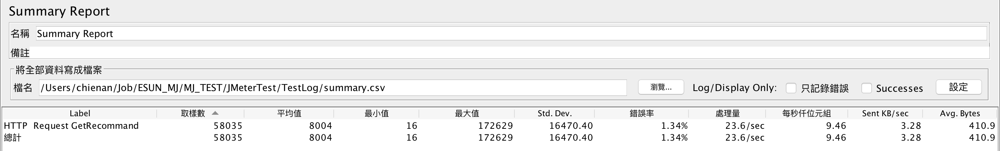 Summary Report
名稱 Summary Report
備註
將全部資料寫成檔案
檔名 /Users/chienan/Job/ESUN_MJ/MJ_TEST/JMeterTest/TestLog/summary.csv 瀏覽... Log/Display Only: 只記錄錯誤 Successes 設定
Label 取樣數 平均值 最小值 最大值 Std. Dev. 錯誤率 處理量 每秒仟位元組 Sent KB/sec Avg. Bytes
HTTP Request GetRecommand 58035 8004 16 172629 16470.40 1.34% 23.6/sec 9.46 3.28 410.9
總計 58035 8004 16 172629 16470.40 1.34% 23.6/sec 9.46 3.28 410.9